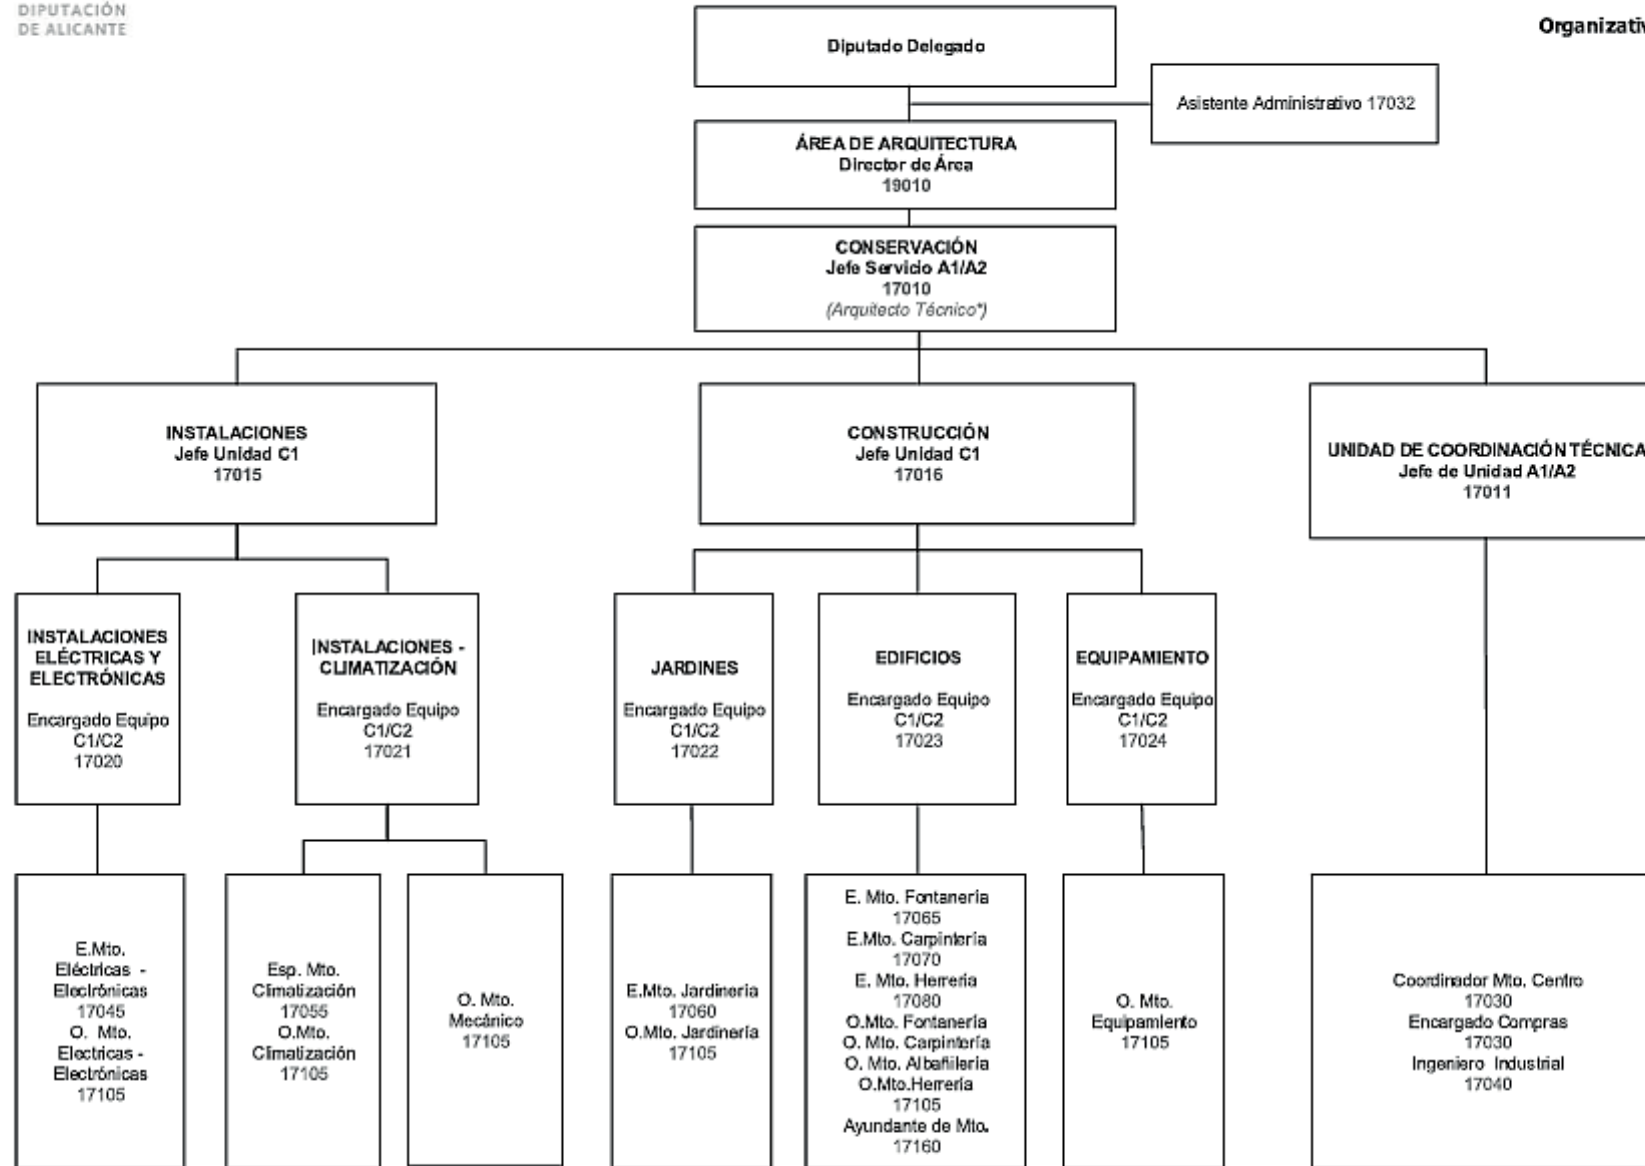 DIPUTACIÓN
DE ALICANTE
Organizativ
Diputado Delegado
Asistente Administrativo 17032
ÁREA DE ARQUITECTURA
Director de Área
19010
CONSERVACIÓN
Jefe Servicio A1/A2
17010
(Arquitecto Técnico*)
INSTALACIONES
Jefe Unidad C1
17015
CONSTRUCCIÓN
Jefe Unidad C1
17016
UNIDAD DE COORDINACIÓN TÉCNICA
Jefe de Unidad A1/A2
17011
INSTALACIONES
ELÉCTRICAS Y
ELECTRÓNICAS
Encargado Equipo
C1/C2
17020
INSTALACIONES -
CLIMATIZACIÓN
Encargado Equipo
C1/C2
17021
JARDINES
Encargado Equipo
C1/C2
17022
EDIFICIOS
Encargado Equipo
C1/C2
17023
EQUIPAMIENTO
Encargado Equipo
C1/C2
17024
E.Mto.
Eléctricas -
Electrónicas
17045
O. Mto.
Electricas -
Electrónicas
17105
Esp. Mto.
Climatización
17055
O.Mto.
Climatización
17105
O. Mto.
Mecánico
17105
E.Mto. Jardinería
17060
O.Mto. Jardinería
17105
E. Mto. Fontanería
17065
E.Mto. Carpintería
17070
E. Mto. Herrería
17080
O.Mto. Fontanería
O. Mto. Carpintería
O. Mto. Albañilería
O.Mto.Herrería
17105
Ayundante de Mto.
17160
O. Mto.
Equipamiento
17105
Coordinador Mto. Centro
17030
Encargado Compras
17030
Ingeniero Industrial
17040